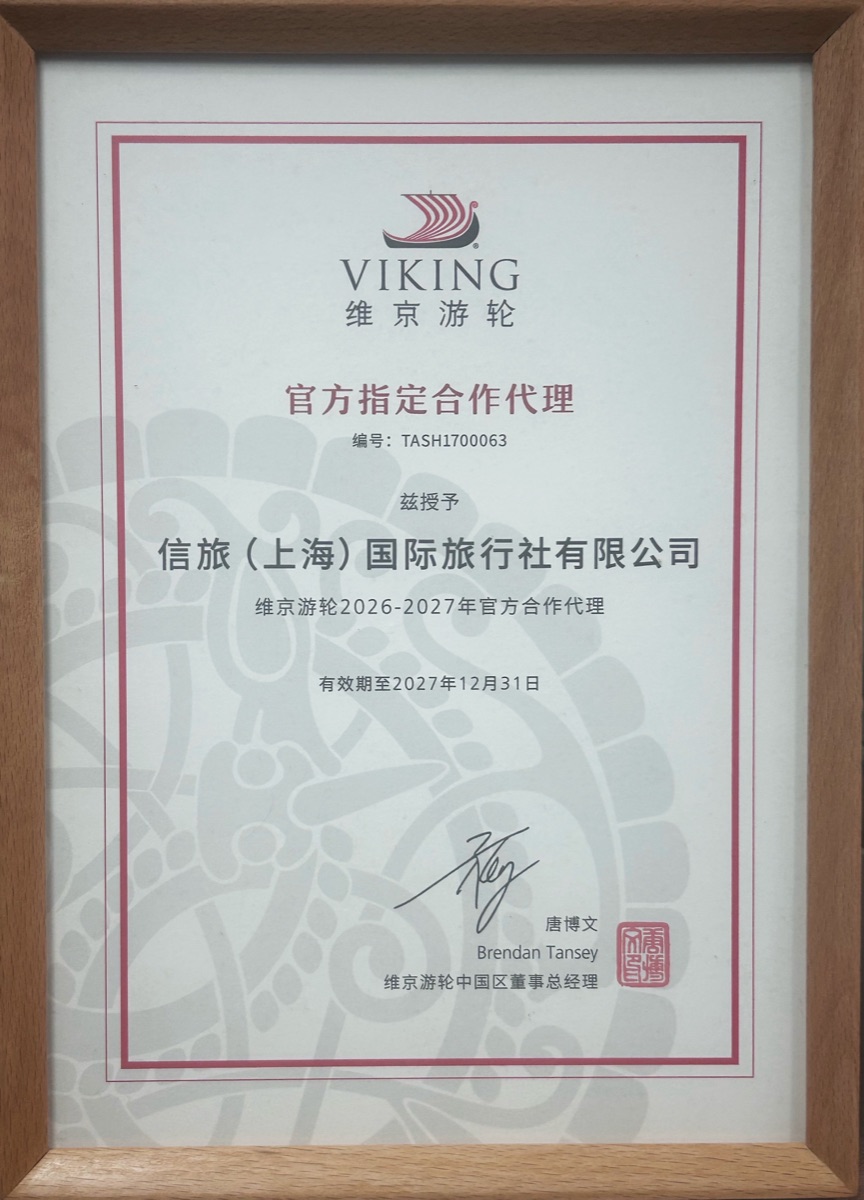 VIKING
维京游轮
官方指定合作代理
编号：TASH1700063
兹授予
信旅（上海）国际旅行社有限公司
维京游轮2026-2027年官方合作代理
有效期至2027年12月31日
唐博文
Brendan Tansey
维京游轮中国区董事总经理
唐博文印